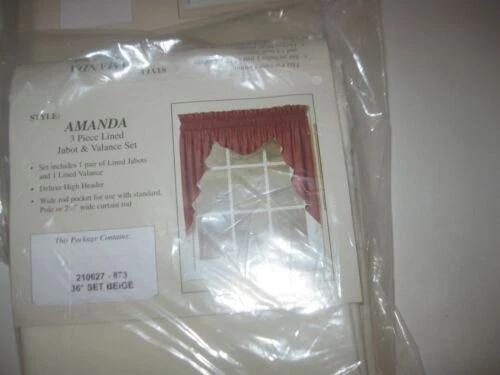 STYLE:
AMANDA
3 Piece Lined
Jabot & Valance Set
• Set includes 1 pair of Lined Jabots
and 1 Lined Valance
• Deluxe High Header
• Wide rod pocket for use with standard,
Pole or 2½" wide curtain rod
This Package Contains:
210627 - 873
36" SET BEIGE
STYLE